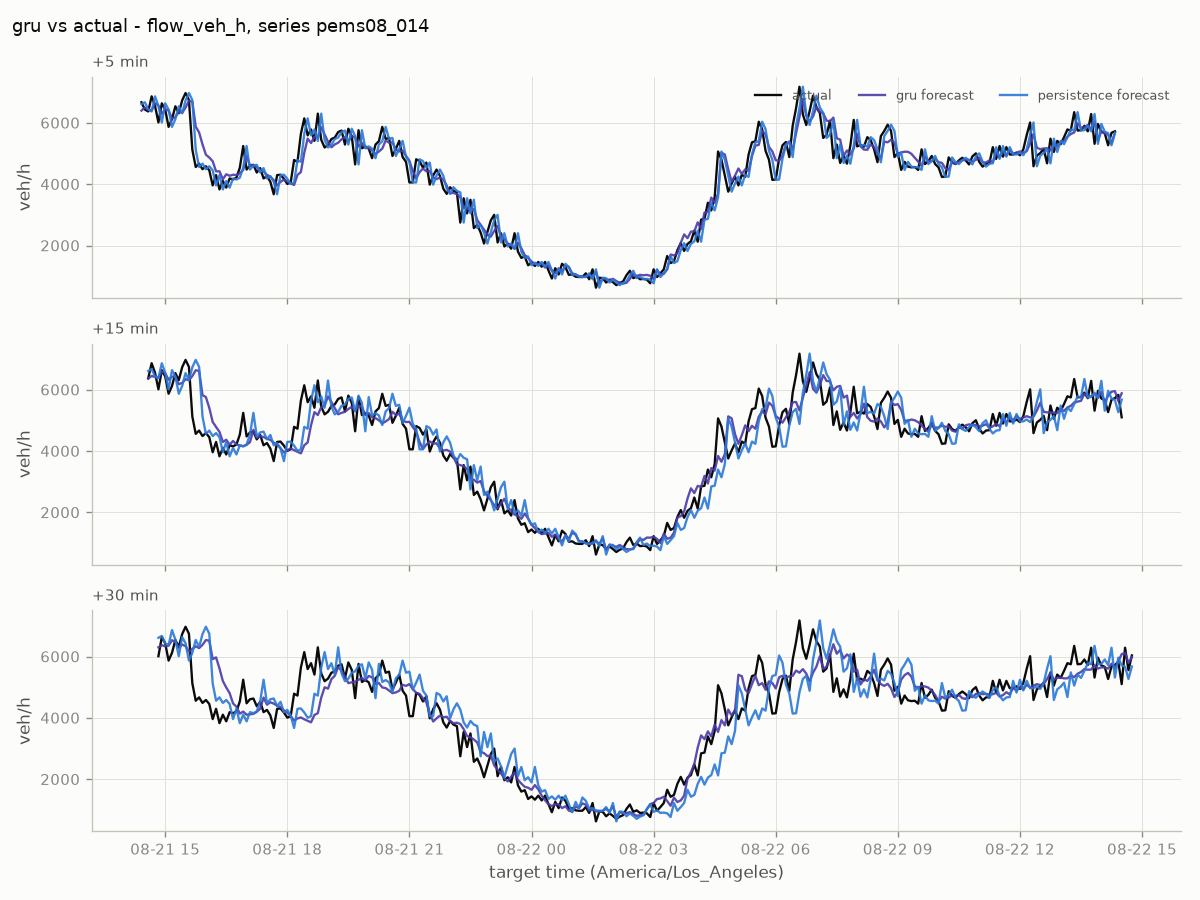 gru vs actual - flow_veh_h, series pems08_014
+5 min
actual gru forecast persistence forecast
6000
4000
2000
veh/h
+15 min
6000
4000
2000
veh/h
+30 min
6000
4000
2000
veh/h
08-21 15 08-21 18 08-21 21 08-22 00 08-22 03 08-22 06 08-22 09 08-22 12 08-22 15
target time (America/Los_Angeles)